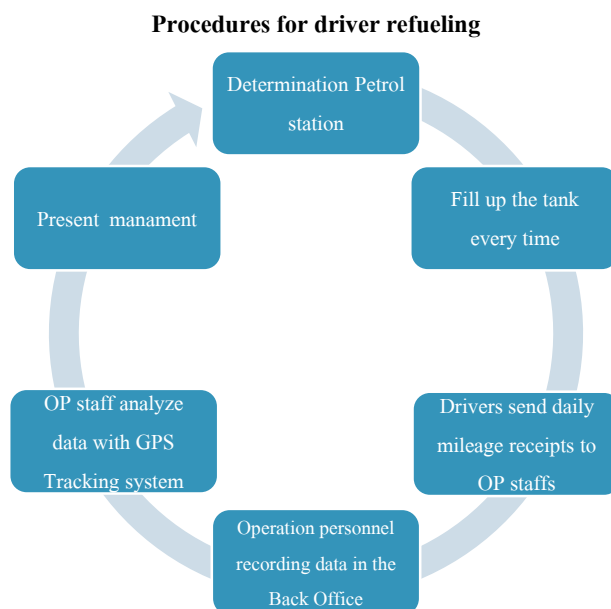 Procedures for driver refueling
Determination Petrol
station
Fill up the tank
every time
Drivers send daily
mileage receipts to
OP staffs
Operation personnel
recording data in the
Back Office
OP staff analyze
data with GPS
Tracking system
Present manament